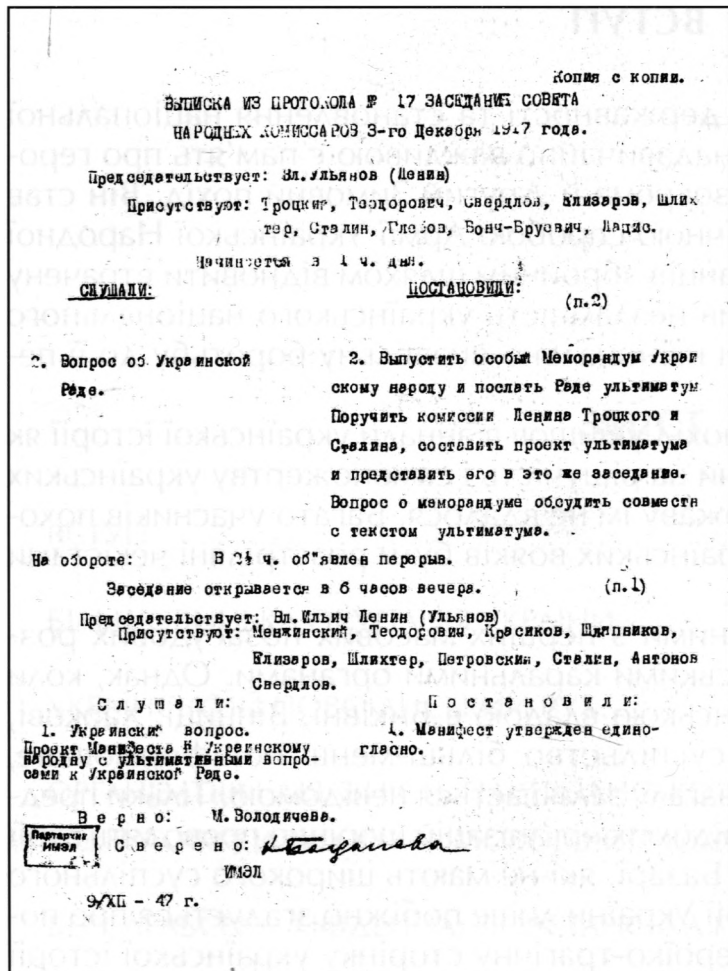 Копия с копии.
ВЫПИСКА ИЗ ПРОТОКОЛА № 17 ЗАСЕДАНИЕ СОВЕТА
НАРОДНЫХ КОМИССАРОВ 3-го Декабря 1917 года.
Председательствует: Вл.Ульянов (Ленин)
Присутствуют: Троцкий, Теодорович, Свердлов, Елизаров, Шлих
тер, Сталин, Глебов, Бонч-Бруевич, Лацис.
Начинается в 1 ч. дня.
СЛУШАЛИ: ПОСТАНОВИЛИ:
(п.2)
2. Вопрос об Украинской 2. Выпустить Особый Меморандум Украи
Раде. скому народу и послать Раде ультиматум
Поручить комиссии Ленина Троцкого и
Сталина, составить проект ультиматума
и представить его в это же заседание.
Вопрос о меморандуме обсудить совместн
с текстом ультиматума.
На обороте: В ч. об"явлен перерыв.
Заседание открывается в 6 часов вечера. (п.1)
Председательствует: Вл.Ильич Ленин (Ульянов)
Присутствуют: Менжинский, Теодорович, Красиков, Шляпников,
Елизаров, Шлихтер, Петровский, Сталин, Антонов
Свердлов.
Слушали: Постановили:
1. Украинский вопрос. 1. Манифест утвержден едино-
Проект Манифеста к Украинскому гласно.
народу с ультимативными вопро-
сами к Украинской Раде.
Верно: М.Володичева.
Партархив
ИМЭЛ
Сверено:
ИМЭЛ
9/XII - 47 г.